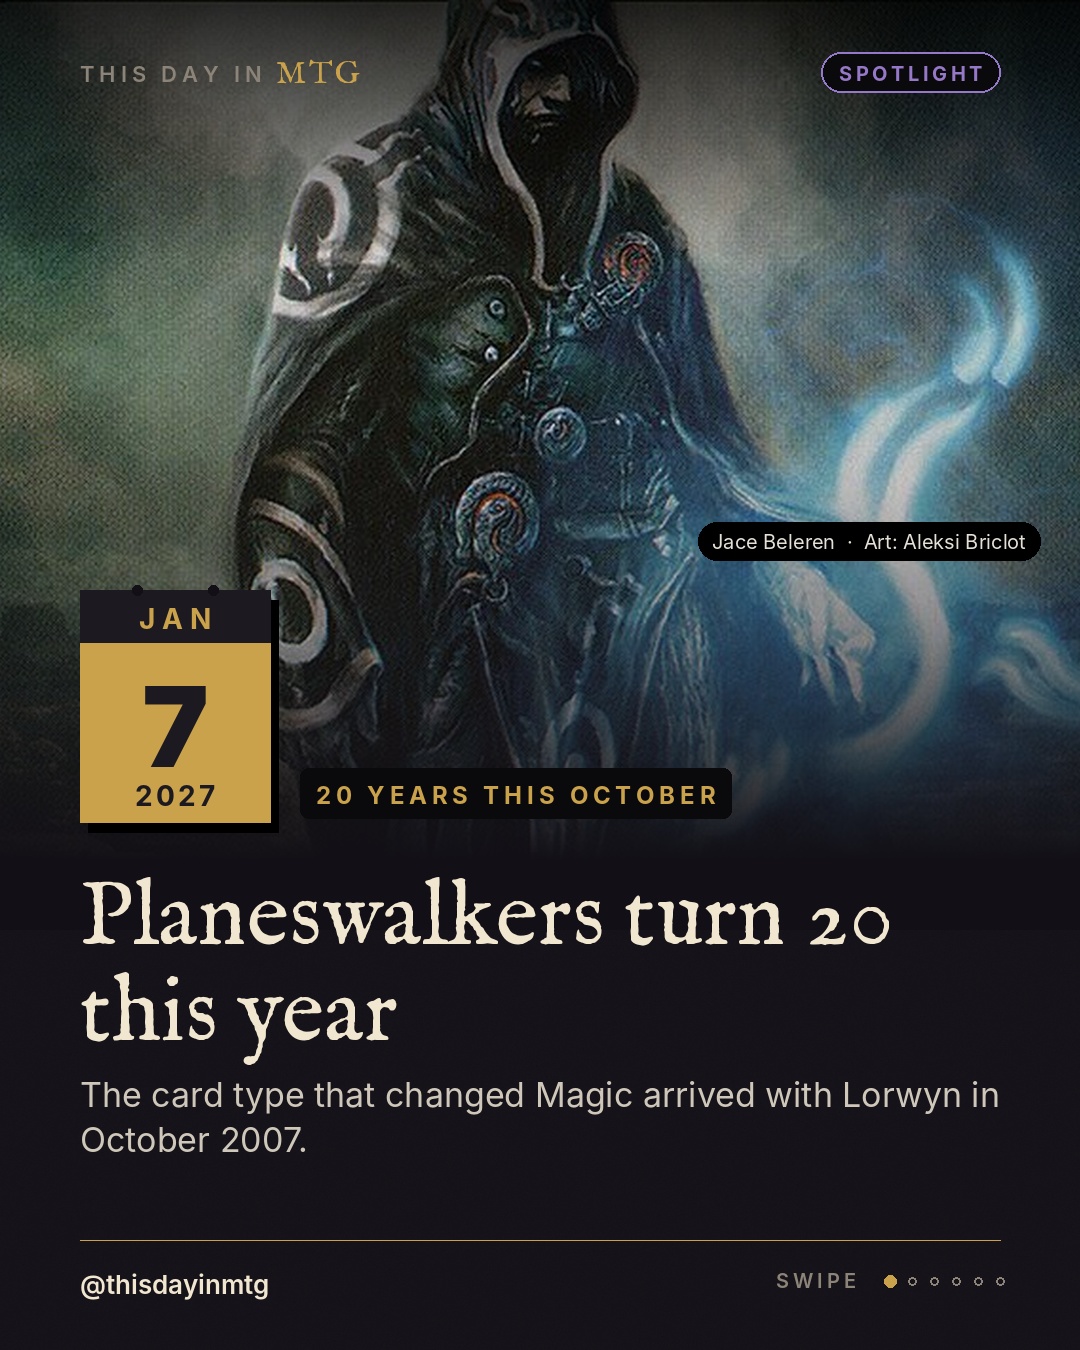 THIS DAY IN MTG
SPOTLIGHT
Jace Beleren · Art: Aleksi Briclot
JAN
7
2027
20 YEARS THIS OCTOBER
Planeswalkers turn 20
this year
The card type that changed Magic arrived with Lorwyn in
October 2007.
@thisdayinmtg
SWIPE